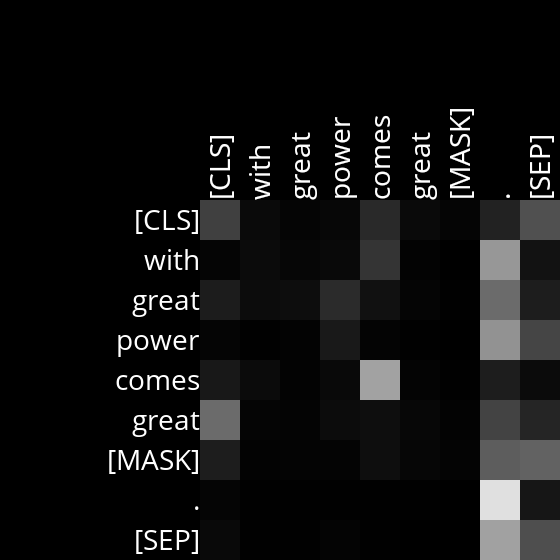 [CLS] with great power comes great [MASK] . [SEP]
[CLS]
with
great
power
comes
great
[MASK]
.
[SEP]